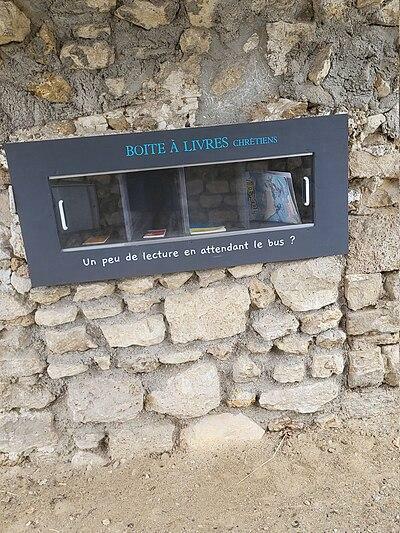 BOITE À LIVRES CHRÉTIENS
Un peu de lecture en attendant le bus ?